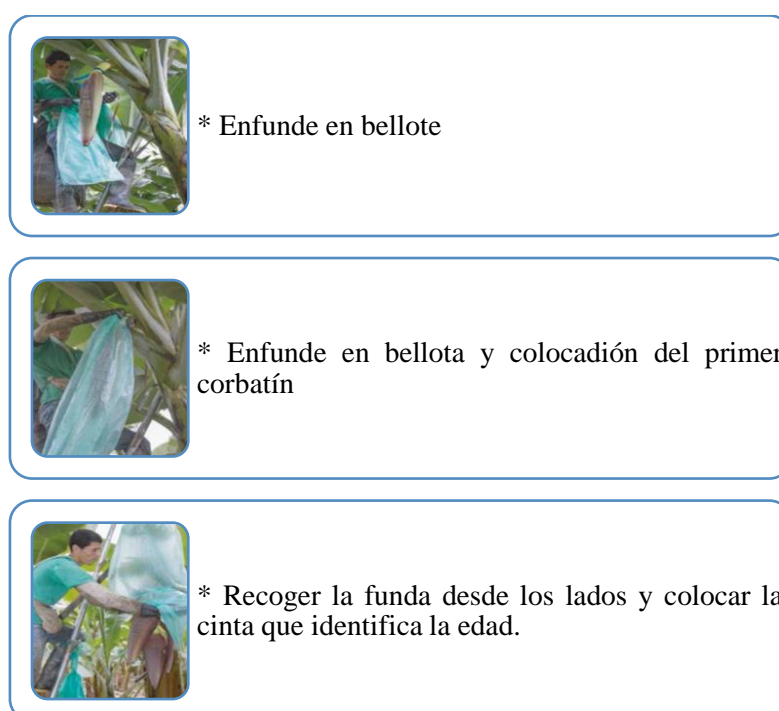 * Enfunde en bellote
* Enfunde en bellota y colocadión del primer
corbatín
* Recoger la funda desde los lados y colocar la
cinta que identifica la edad.